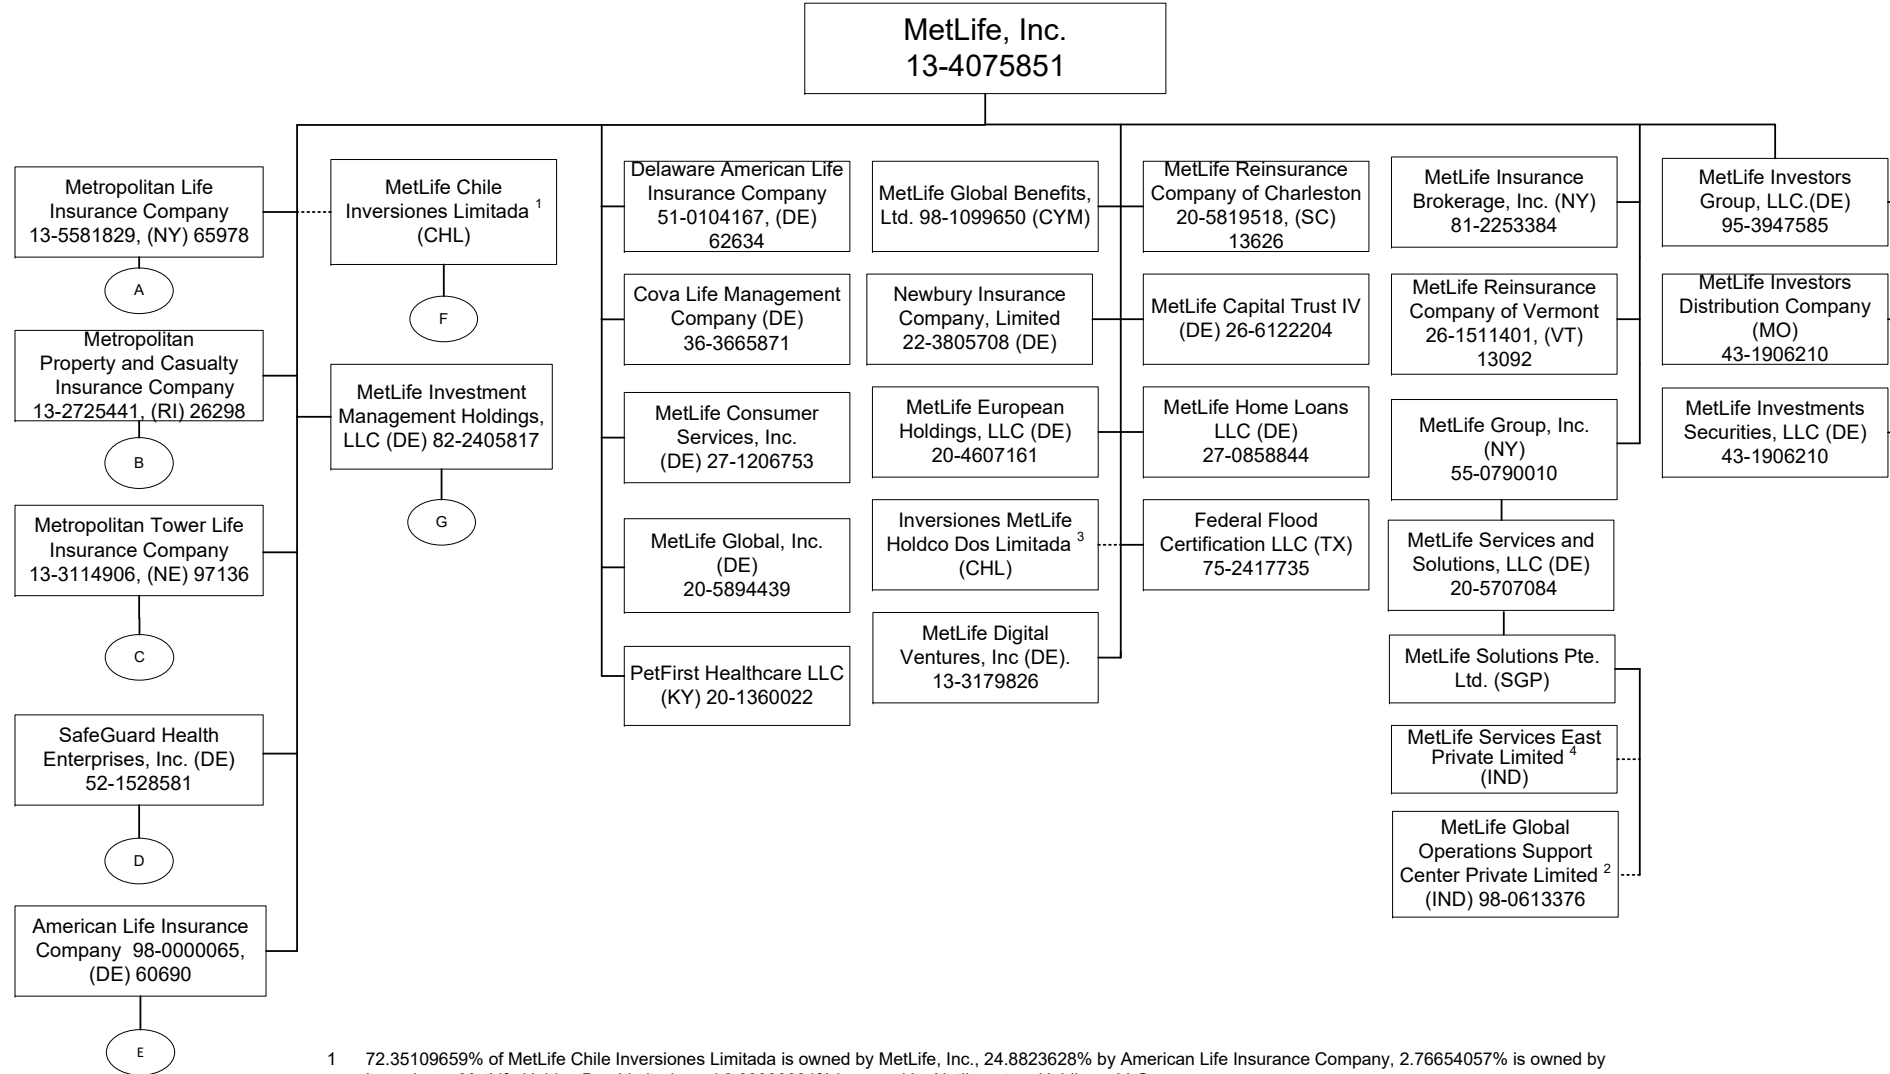 MetLife, Inc.
13-4075851
Metropolitan Life
Insurance Company
13-5581829, (NY) 65978
A
Metropolitan
Property and Casualty
Insurance Company
13-2725441, (RI) 26298
B
Metropolitan Tower Life
Insurance Company
13-3114906, (NE) 97136
C
SafeGuard Health
Enterprises, Inc. (DE)
52-1528581
D
American Life Insurance
Company 98-0000065,
(DE) 60690
E
MetLife Chile
Inversiones Limitada 1
(CHL)
F
MetLife Investment
Management Holdings,
LLC (DE) 82-2405817
G
Delaware American Life
Insurance Company
51-0104167, (DE)
62634
Cova Life Management
Company (DE)
36-3665871
MetLife Consumer
Services, Inc.
(DE) 27-1206753
MetLife Global, Inc.
(DE)
20-5894439
PetFirst Healthcare LLC
(KY) 20-1360022
MetLife Global Benefits,
Ltd. 98-1099650 (CYM)
Newbury Insurance
Company, Limited
22-3805708 (DE)
MetLife European
Holdings, LLC (DE)
20-4607161
Inversiones MetLife
Holdco Dos Limitada 3
(CHL)
MetLife Digital
Ventures, Inc (DE).
13-3179826
MetLife Reinsurance
Company of Charleston
20-5819518, (SC)
13626
MetLife Capital Trust IV
(DE) 26-6122204
MetLife Home Loans
LLC (DE)
27-0858844
Federal Flood
Certification LLC (TX)
75-2417735
MetLife Insurance
Brokerage, Inc. (NY)
81-2253384
MetLife Reinsurance
Company of Vermont
26-1511401, (VT)
13092
MetLife Group, Inc.
(NY)
55-0790010
MetLife Services and
Solutions, LLC (DE)
20-5707084
MetLife Solutions Pte.
Ltd. (SGP)
MetLife Services East
Private Limited 4
(IND)
MetLife Global
Operations Support
Center Private Limited 2
(IND) 98-0613376
MetLife Investors
Group, LLC.(DE)
95-3947585
MetLife Investors
Distribution Company
(MO)
43-1906210
MetLife Investments
Securities, LLC (DE)
43-1906210
1 72.35109659% of MetLife Chile Inversiones Limitada is owned by MetLife, Inc., 24.8823628% by American Life Insurance Company, 2.76654057% is owned by